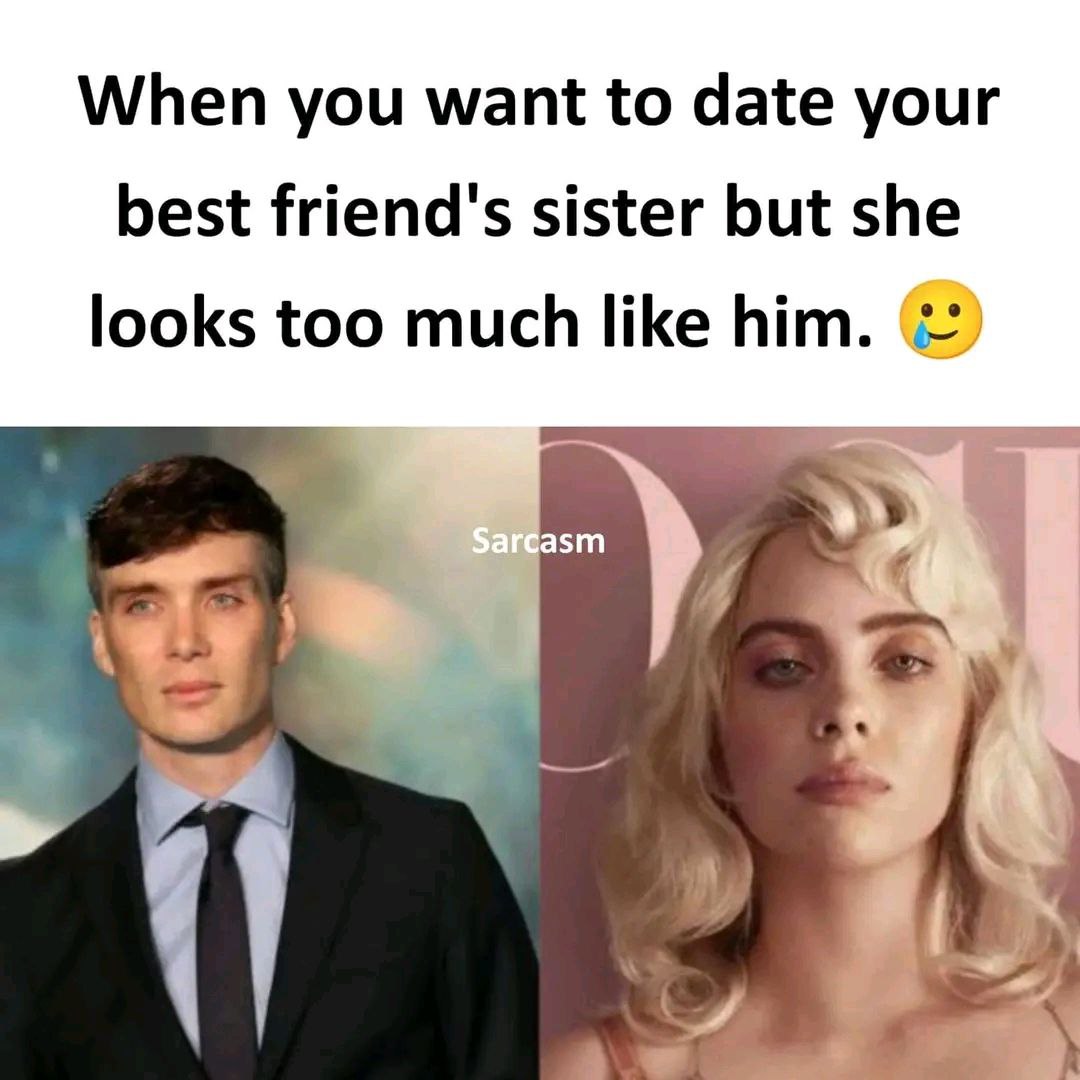 When you want to date your
best friend's sister but she
looks too much like him. 🥲
Sarcasm